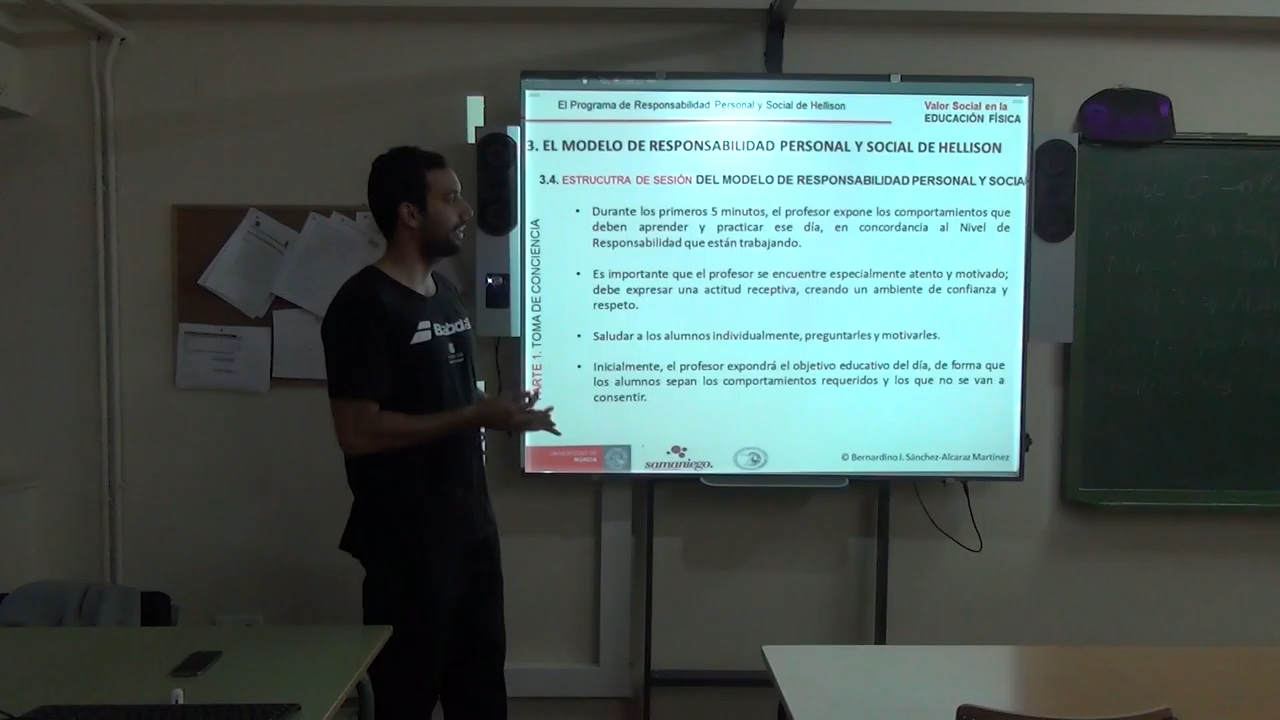 El Programa de Responsabilidad Personal y Social de Hellison
Valor Social en la
EDUCACIÓN FÍSICA
3. EL MODELO DE RESPONSABILIDAD PERSONAL Y SOCIAL DE HELLISON
3.4. ESTRUCUTRA DE SESIÓN DEL MODELO DE RESPONSABILIDAD PERSONAL Y SOCIA
PARTE 1. TOMA DE CONCIENCIA
• Durante los primeros 5 minutos, el profesor expone los comportamientos que
deben aprender y practicar ese día, en concordancia al Nivel de
Responsabilidad que están trabajando.
• Es importante que el profesor se encuentre especialmente atento y motivado;
debe expresar una actitud receptiva, creando un ambiente de confianza y
respeto.
• Saludar a los alumnos individualmente, preguntarles y motivarles.
• Inicialmente, el profesor expondrá el objetivo educativo del día, de forma que
los alumnos sepan los comportamientos requeridos y los que no se van a
consentir.
UNIVERSIDAD DE
MURCIA
samaniego.
© Bernardino J. Sánchez-Alcaraz Martínez
Babolat